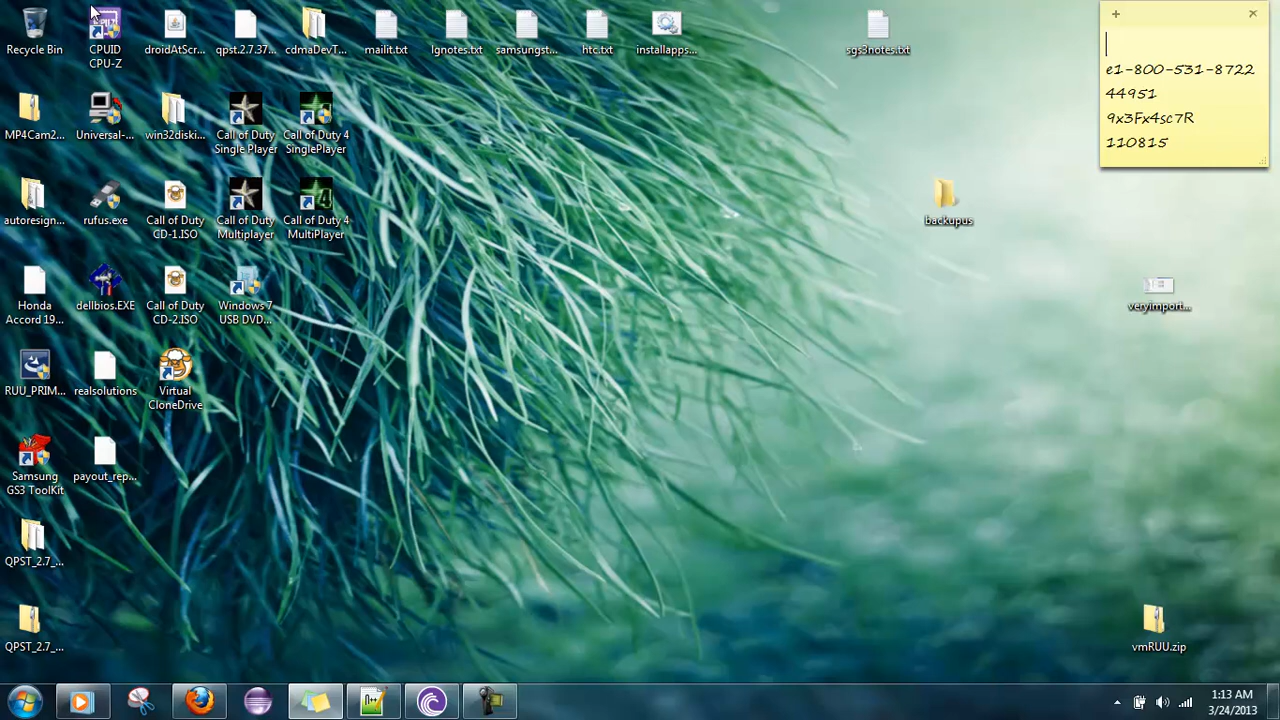 Recycle Bin
CPUID
CPU-Z
droidAtScr...
qpst.2.7.37...
cdmaDevT...
mailit.txt
lgnotes.txt
samsungst...
htc.txt
installapps...
sgs3notes.txt
+
×
e1-800-531-8722
44951
9x3Fx4sc7R
110815
MP4Cam2...
Universal-...
win32diski...
Call of Duty
Single Player
Call of Duty 4
SinglePlayer
autoresign...
rufus.exe
Call of Duty
CD-1.ISO
Call of Duty
Multiplayer
Call of Duty 4
MultiPlayer
backupus
Honda
Accord 19...
dellbios.EXE
Call of Duty
CD-2.ISO
Windows 7
USB DVD...
veryimport...
RUU_PRIM...
realsolutions
Virtual
CloneDrive
Samsung
GS3 ToolKit
payout_rep...
QPST_2.7_...
QPST_2.7_...
vmRUU.zip
1:13 AM
3/24/2013